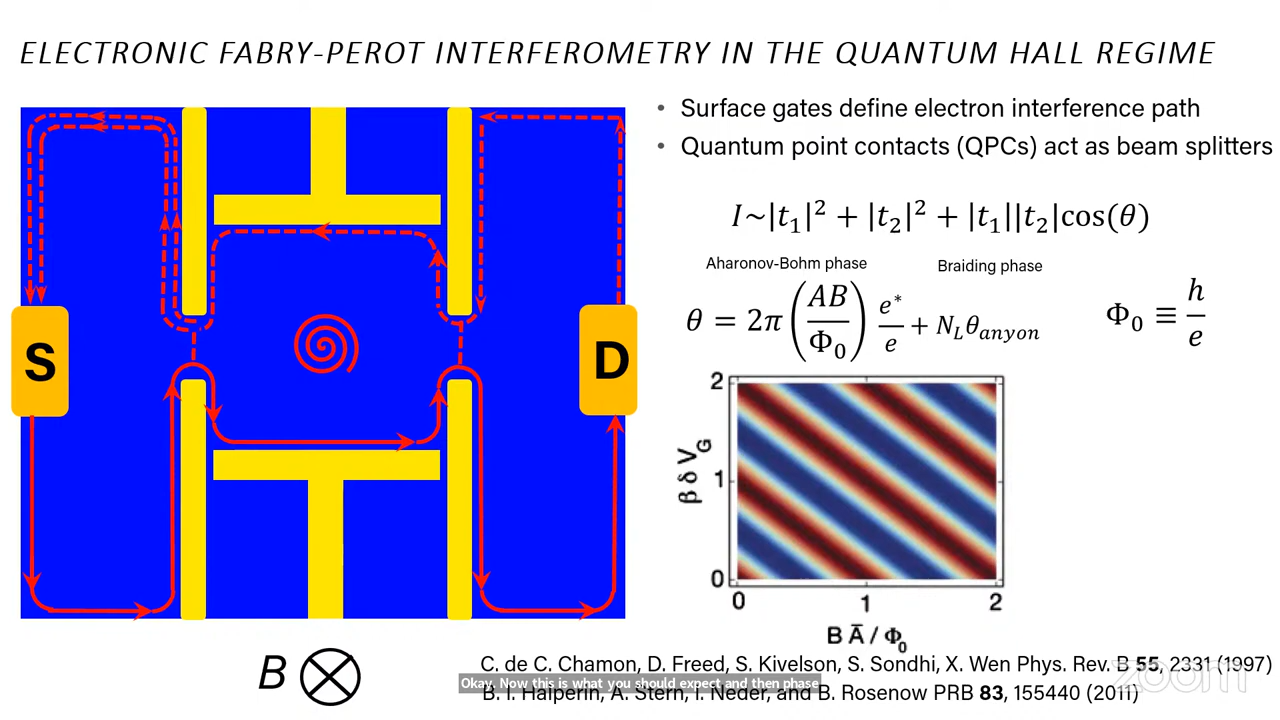 ELECTRONIC FABRY-PEROT INTERFEROMETRY IN THE QUANTUM HALL REGIME
• Surface gates define electron interference path
• Quantum point contacts (QPCs) act as beam splitters
I~|t₁|² + |t₂|² + |t₁||t₂|cos(θ)
Aharonov-Bohm phase Braiding phase
θ = 2π (AB/Φ₀) e*/e + N_L θ_anyon
Φ₀ ≡ h/e
S
D
2
1
0
β δ V_G
0 1 2
B Ā / Φ₀
B
C. de C. Chamon, D. Freed, S. Kivelson, S. Sondhi, X. Wen Phys. Rev. B 55, 2331 (1997)
B. I. Halperin, A. Stern, I. Neder, and B. Rosenow PRB 83, 155440 (2011)
Okay. Now this is what you should expect and then phase
zoom